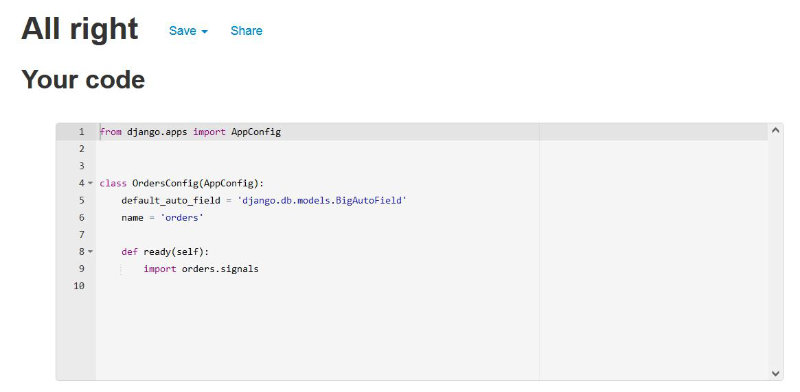 All right Save Share
Your code
1 from django.apps import AppConfig
2
3
4 class OrdersConfig(AppConfig):
5     default_auto_field = 'django.db.models.BigAutoField'
6     name = 'orders'
7
8     def ready(self):
9         import orders.signals
10